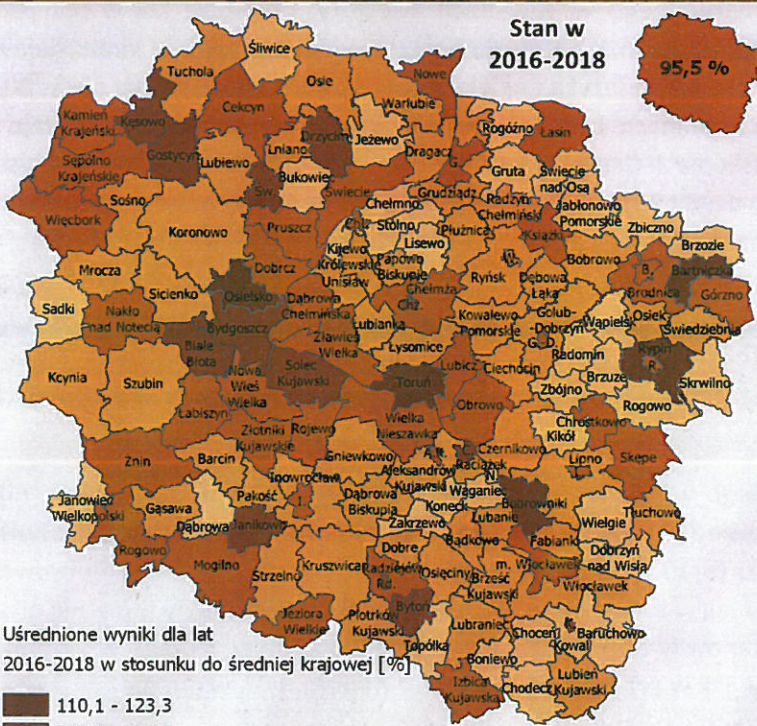 Stan w
2016-2018
95,5 %
Śliwice
Tuchola
Osie
Nowe
Cekcyn
Warlubie
Kamień
Krajeński
Kęsowo
Rogóźno
Łasin
Drzycim
Jeżewo
Lniano
Dragacz
G.
Gostycyn
Lubiewo
Gruta
Świecie
nad Osą
Sępolno
Krajeńskie
Bukowiec
Św.
Świecie
Grudziądz
Radzyń
Chełmiński
Jabłonowo
Pomorskie
Sośno
Chełmno
Zbiczno
Więcbork
Koronowo
Pruszcz
Chł.
Stolno
Płużnica
Książki
Brzozie
Lisewo
Kijewo
Królewskie
Papowo
Biskupie
W.
Bobrowo
B.
Bartniczka
Mrocza
Dobrcz
Unisław
Ryńsk
Brodnica
Sicienko
Osielsko
Chełmża
Chż.
Dębowa
Łąka
Górzno
Sadki
Nakło
nad Notecią
Dąbrowa
Chełmińska
Golub-
Dobrzyń
G.-D.
Wąpielsk
Osiek
Świedziebnia
Bydgoszcz
Łubianka
Kowalewo
Pomorskie
Białe
Błota
Zławieś
Wielka
Łysomice
Radomin
Rypin
R.
Kcynia
Szubin
Nowa
Wieś
Wielka
Solec
Kujawski
Lubicz
Ciechocin
Brzuze
Skrwilno
Toruń
Zbójno
Łabiszyn
Obrowo
Rogowo
Złotniki
Kujawskie
Rojewo
Wielka
Nieszawka
Chrostkowo
Kikół
Żnin
Barcin
Gniewkowo
Czernikowo
Skępe
Inowrocław
Aleksandrów
Kujawski
Raciążek
Lipno
Janowiec
Wielkopolski
Gąsawa
Pakość
Dąbrowa
Biskupia
N.
Waganiec
Dąbrowa
Janikowo
Koneck
Bobrowniki
Tłuchowo
Zakrzewo
Lubanie
Wielgie
Rogowo
Dobre
Bądkowo
Fabianki
Mogilno
Strzelno
Kruszwica
Radziejów
Rd.
Osięciny
m.
Włocławek
Dobrzyń
nad Wisłą
Brześć
Kujawski
Włocławek
Jeziora
Wielkie
Piotrków
Kujawski
Bytoń
Lubraniec
Choceń
Baruchowo
Kowal
Topólka
Boniewo
Izbica
Kujawska
Chodecz
Lubień
Kujawski
Uśrednione wyniki dla lat
2016-2018 w stosunku do średniej krajowej [%]
110,1 - 123,3